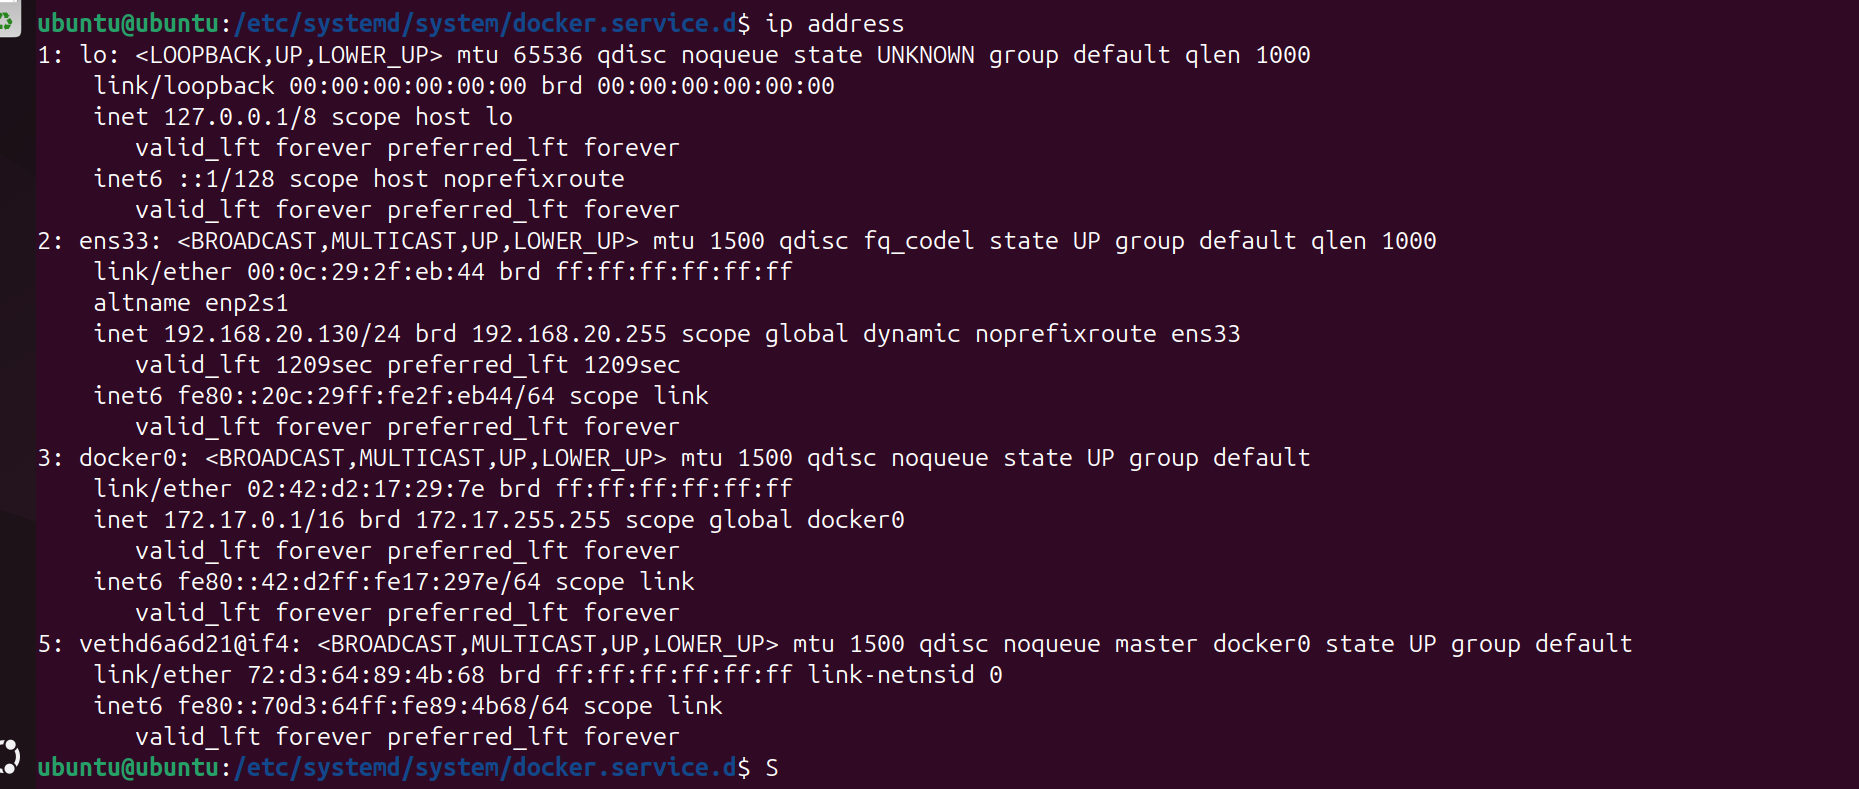 ubuntu@ubuntu:/etc/systemd/system/docker.service.d$ ip address
1: lo: <LOOPBACK,UP,LOWER_UP> mtu 65536 qdisc noqueue state UNKNOWN group default qlen 1000
    link/loopback 00:00:00:00:00:00 brd 00:00:00:00:00:00
    inet 127.0.0.1/8 scope host lo
       valid_lft forever preferred_lft forever
    inet6 ::1/128 scope host noprefixroute
       valid_lft forever preferred_lft forever
2: ens33: <BROADCAST,MULTICAST,UP,LOWER_UP> mtu 1500 qdisc fq_codel state UP group default qlen 1000
    link/ether 00:0c:29:2f:eb:44 brd ff:ff:ff:ff:ff:ff
    altname enp2s1
    inet 192.168.20.130/24 brd 192.168.20.255 scope global dynamic noprefixroute ens33
       valid_lft 1209sec preferred_lft 1209sec
    inet6 fe80::20c:29ff:fe2f:eb44/64 scope link
       valid_lft forever preferred_lft forever
3: docker0: <BROADCAST,MULTICAST,UP,LOWER_UP> mtu 1500 qdisc noqueue state UP group default
    link/ether 02:42:d2:17:29:7e brd ff:ff:ff:ff:ff:ff
    inet 172.17.0.1/16 brd 172.17.255.255 scope global docker0
       valid_lft forever preferred_lft forever
    inet6 fe80::42:d2ff:fe17:297e/64 scope link
       valid_lft forever preferred_lft forever
5: vethd6a6d21@if4: <BROADCAST,MULTICAST,UP,LOWER_UP> mtu 1500 qdisc noqueue master docker0 state UP group default
    link/ether 72:d3:64:89:4b:68 brd ff:ff:ff:ff:ff:ff link-netnsid 0
    inet6 fe80::70d3:64ff:fe89:4b68/64 scope link
       valid_lft forever preferred_lft forever
ubuntu@ubuntu:/etc/systemd/system/docker.service.d$ S